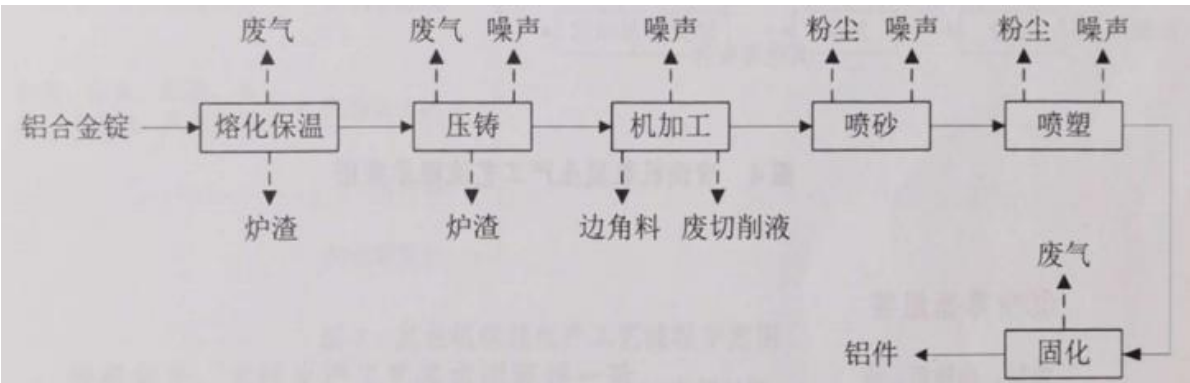 废气 废气 噪声 噪声 粉尘 噪声 粉尘 噪声
铝合金锭 熔化保温 压铸 机加工 喷砂 喷塑
炉渣 炉渣 边角料 废切削液
废气
铝件 固化